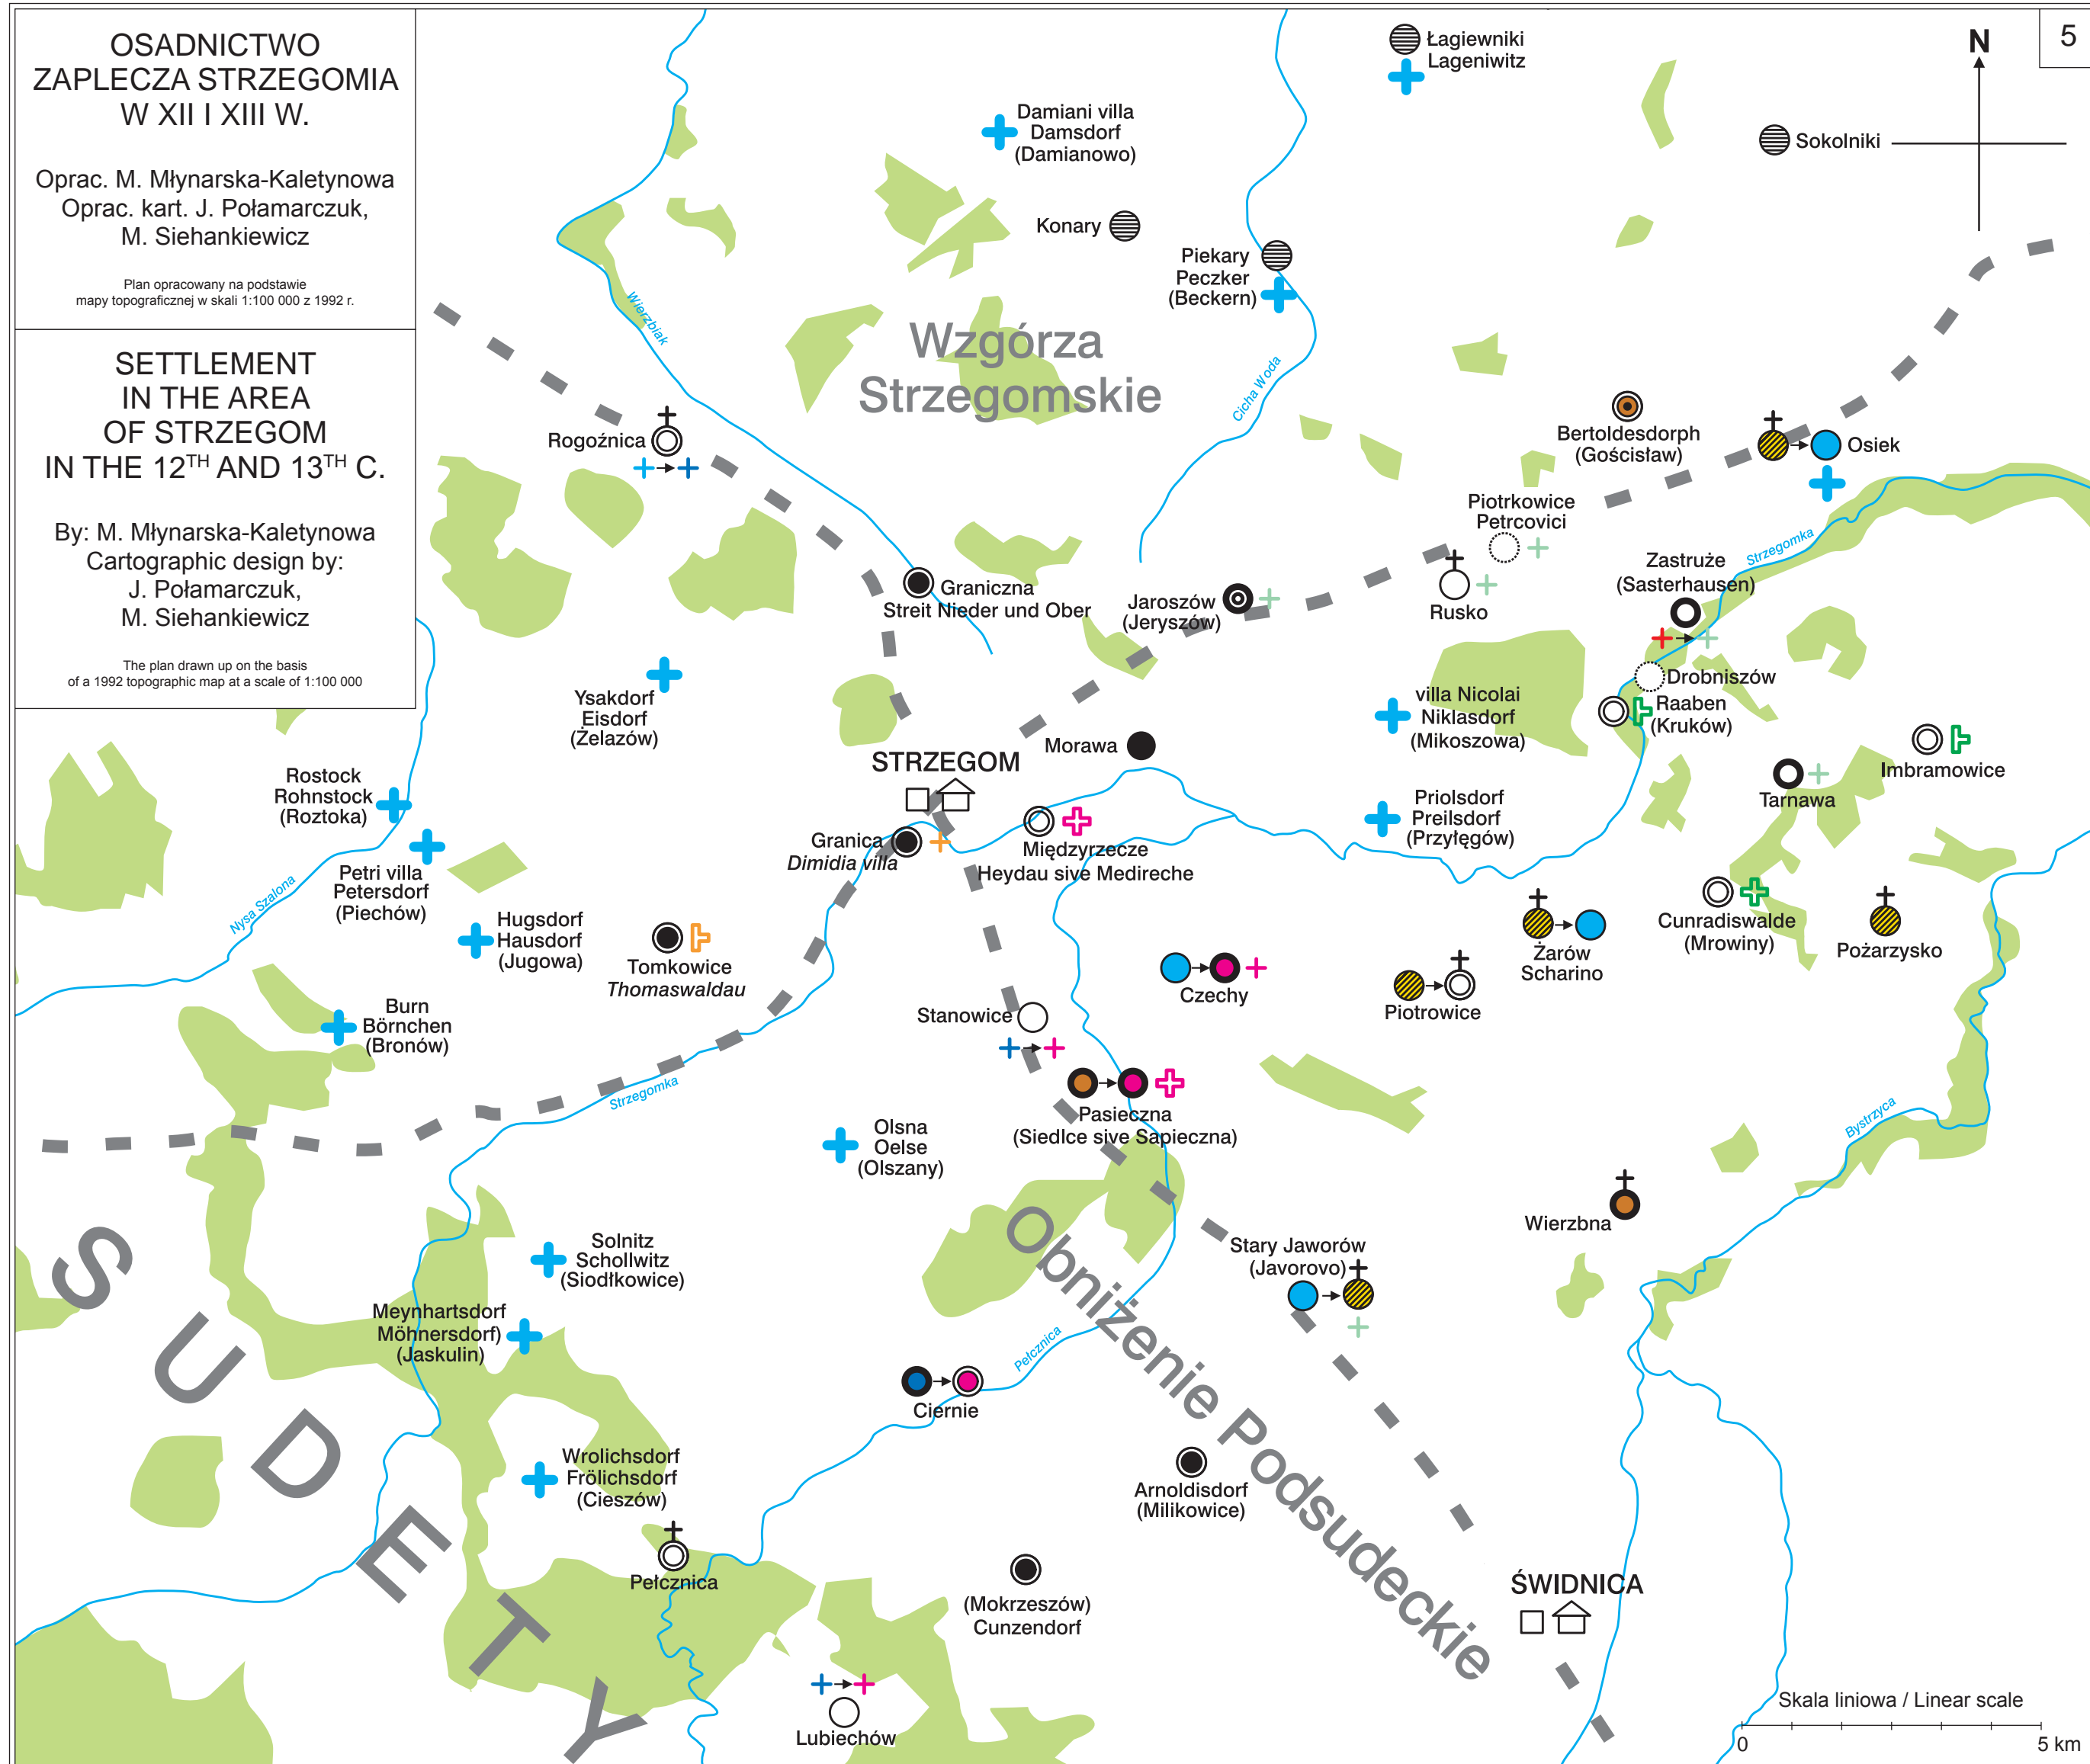 OSADNICTWO
ZAPLECZA STRZEGOMIA
W XII I XIII W.
Oprac. M. Młynarska-Kaletynowa
Oprac. kart. J. Połamarczuk,
M. Siehankiewicz
Plan opracowany na podstawie
mapy topograficznej w skali 1:100 000 z 1992 r.
SETTLEMENT
IN THE AREA
OF STRZEGOM
IN THE 12TH AND 13TH C.
By: M. Młynarska-Kaletynowa
Cartographic design by:
J. Połamarczuk,
M. Siehankiewicz
The plan drawn up on the basis
of a 1992 topographic map at a scale of 1:100 000
5
N
Łagiewniki
Lageniwitz
Damiani villa
Damsdorf
(Damianowo)
Sokolniki
Konary
Piekary
Peczker
(Beckern)
Wierzbiak
Wzgórza
Strzegomskie
Cicha Woda
Rogoźnica
Bertoldesdorph
(Gościsław)
Osiek
Piotrkowice
Petrcovici
Strzegomka
Zastruże
(Sasterhausen)
Graniczna
Streit Nieder und Ober
Jaroszów
(Jeryszów)
Rusko
Drobniszów
Raaben
(Kruków)
Ysakdorf
Eisdorf
(Żelazów)
villa Nicolai
Niklasdorf
(Mikoszowa)
Morawa
STRZEGOM
Imbramowice
Tarnawa
Rostock
Rohnstock
(Roztoka)
Priolsdorf
Preilsdorf
(Przyłęgów)
Granica
Dimidia villa
Międzyrzecze
Heydau sive Medireche
Petri villa
Petersdorf
(Piechów)
Nysa Szalona
Hugsdorf
Hausdorf
(Jugowa)
Tomkowice
Thomaswaldau
Cunradiswalde
(Mrowiny)
Pożarzysko
Żarów
Scharino
Czechy
Piotrowice
Burn
Börnchen
(Bronów)
Stanowice
Strzegomka
Pasieczna
(Siedlce sive Sapieczna)
Bystrzyca
Olsna
Oelse
(Olszany)
Wierzbna
Solnitz
Schollwitz
(Siodłkowice)
Stary Jaworów
(Javorovo)
Meynhartsdorf
Möhnersdorf)
(Jaskulin)
Pełcznica
Ciernie
Obniżenie Podsudeckie
SUDETY
Wrolichsdorf
Frölichsdorf
(Cieszów)
Arnoldisdorf
(Milikowice)
Pełcznica
(Mokrzeszów)
Cunzendorf
ŚWIDNICA
Lubiechów
Skala liniowa / Linear scale
0 5 km